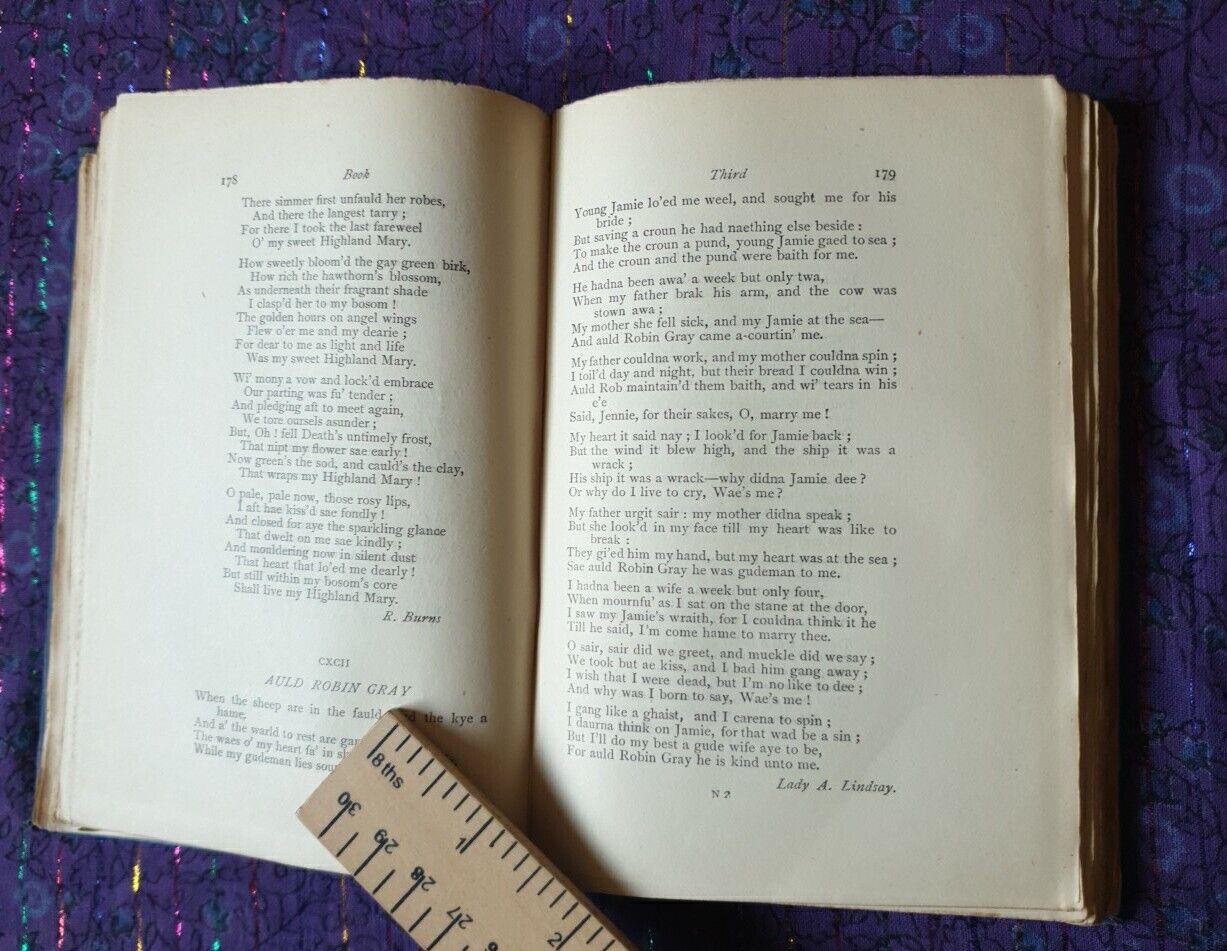 178
Book
There simmer first unfauld her robes,
And there the langest tarry ;
For there I took the last fareweel
O' my sweet Highland Mary.
How sweetly bloom'd the gay green birk,
How rich the hawthorn's blossom,
As underneath their fragrant shade
I clasp'd her to my bosom !
The golden hours on angel wings
Flew o'er me and my dearie ;
For dear to me as light and life
Was my sweet Highland Mary.
Wi' mony a vow and lock'd embrace
Our parting was fu' tender ;
And pledging aft to meet again,
We tore oursels asunder ;
But, Oh ! fell Death's untimely frost,
That nipt my flower sae early !
Now green's the sod, and cauld's the clay,
That wraps my Highland Mary !
O pale, pale now, those rosy lips,
I aft hae kiss'd sae fondly !
And closed for aye the sparkling glance
That dwelt on me sae kindly ;
And mouldering now in silent dust
That heart that lo'ed me dearly !
But still within my bosom's core
Shall live my Highland Mary.
R. Burns
CXCII
AULD ROBIN GRAY
When the sheep are in the fauld the kye a
hame,
And a' the warld to rest are
The waes o' my heart fa' in
While my gudeman lies
Third
179
Young Jamie lo'ed me weel, and sought me for his
bride ;
But saving a croun he had naething else beside :
To make the croun a pund, young Jamie gaed to sea ;
And the croun and the pund were baith for me.
He hadna been awa' a week but only twa,
When my father brak his arm, and the cow was
stown awa ;
My mother she fell sick, and my Jamie at the sea—
And auld Robin Gray came a-courtin' me.
My father couldna work, and my mother couldna spin ;
I toil'd day and night, but their bread I couldna win ;
Auld Rob maintain'd them baith, and wi' tears in his
e'e
Said, Jennie, for their sakes, O, marry me !
My heart it said nay ; I look'd for Jamie back ;
But the wind it blew high, and the ship it was a
wrack ;
His ship it was a wrack—why didna Jamie dee ?
Or why do I live to cry, Wae's me ?
My father urgit sair : my mother didna speak ;
But she look'd in my face till my heart was like to
break :
They gi'ed him my hand, but my heart was at the sea ;
Sae auld Robin Gray he was gudeman to me.
I hadna been a wife a week but only four,
When mournfu' as I sat on the stane at the door,
I saw my Jamie's wraith, for I couldna think it he
Till he said, I'm come hame to marry thee.
O sair, sair did we greet, and muckle did we say ;
We took but ae kiss, and I bad him gang away ;
I wish that I were dead, but I'm no like to dee ;
And why was I born to say, Wae's me !
I gang like a ghaist, and I carena to spin ;
I daurna think on Jamie, for that wad be a sin ;
But I'll do my best a gude wife aye to be,
For auld Robin Gray he is kind unto me.
Lady A. Lindsay.
N 2
8ths
1
2
30
29
28
27